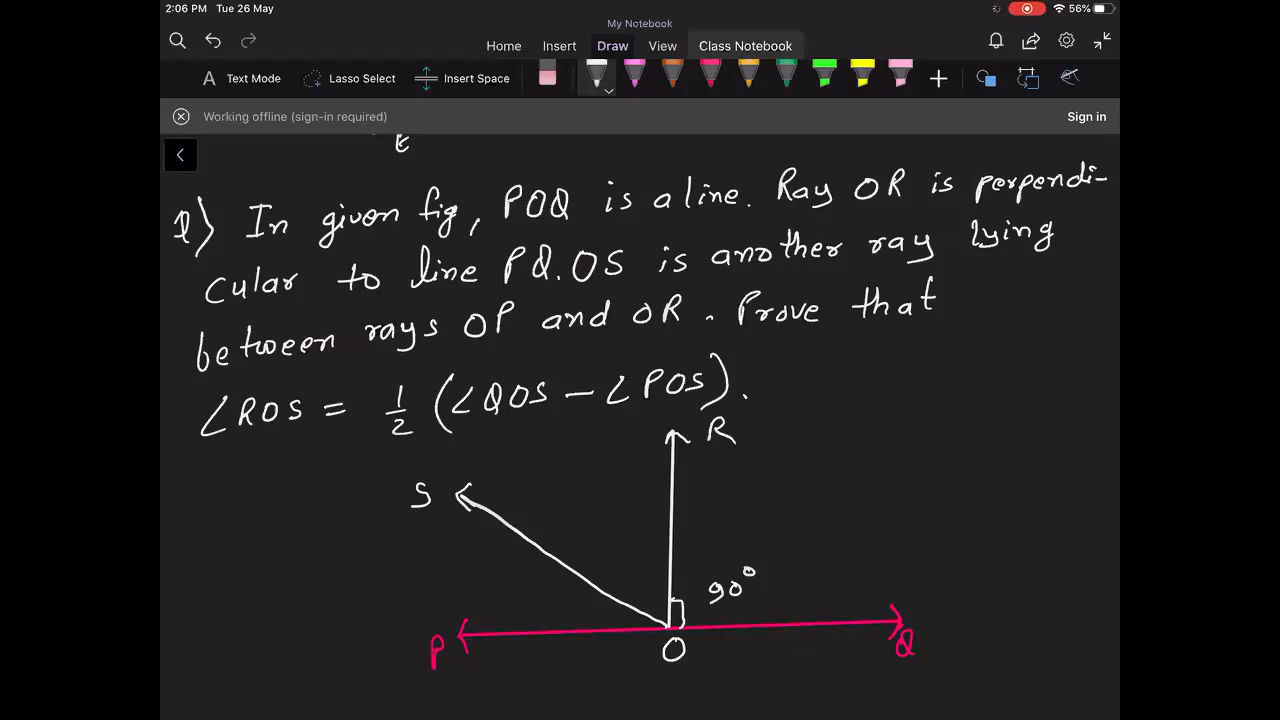 2:06 PM Tue 26 May
56%
My Notebook
Home Insert Draw View Class Notebook
A Text Mode Lasso Select Insert Space
Working offline (sign-in required) Sign in
Q) In given fig, POQ is a line. Ray OR is perpendi-
cular to line PQ. OS is another ray lying
between rays OP and OR. Prove that
∠ROS = 1/2 (∠QOS - ∠POS).
R
S
90°
P O Q